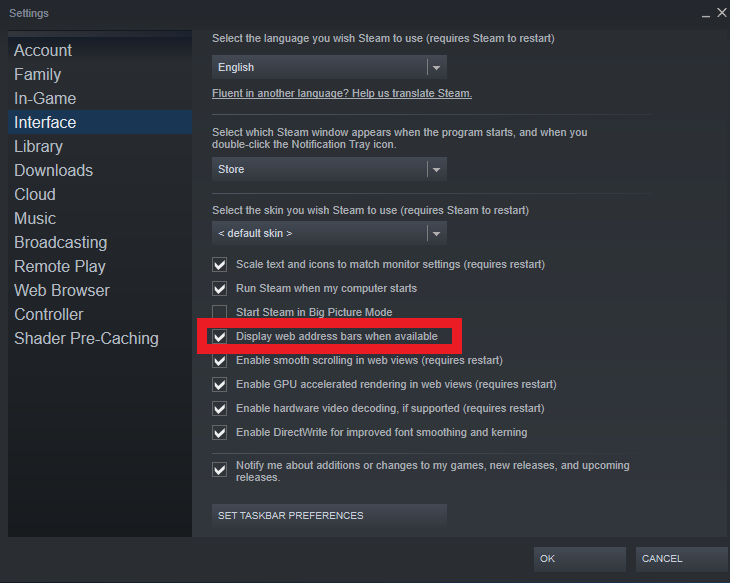 Settings
Account
Family
In-Game
Interface
Library
Downloads
Cloud
Music
Broadcasting
Remote Play
Web Browser
Controller
Shader Pre-Caching
Select the language you wish Steam to use (requires Steam to restart)
English
Fluent in another language? Help us translate Steam.
Select which Steam window appears when the program starts, and when you
double-click the Notification Tray icon.
Store
Select the skin you wish Steam to use (requires Steam to restart)
< default skin >
Scale text and icons to match monitor settings (requires restart)
Run Steam when my computer starts
Start Steam in Big Picture Mode
Display web address bars when available
Enable smooth scrolling in web views (requires restart)
Enable GPU accelerated rendering in web views (requires restart)
Enable hardware video decoding, if supported (requires restart)
Enable DirectWrite for improved font smoothing and kerning
Notify me about additions or changes to my games, new releases, and upcoming
releases.
SET TASKBAR PREFERENCES
OK
CANCEL